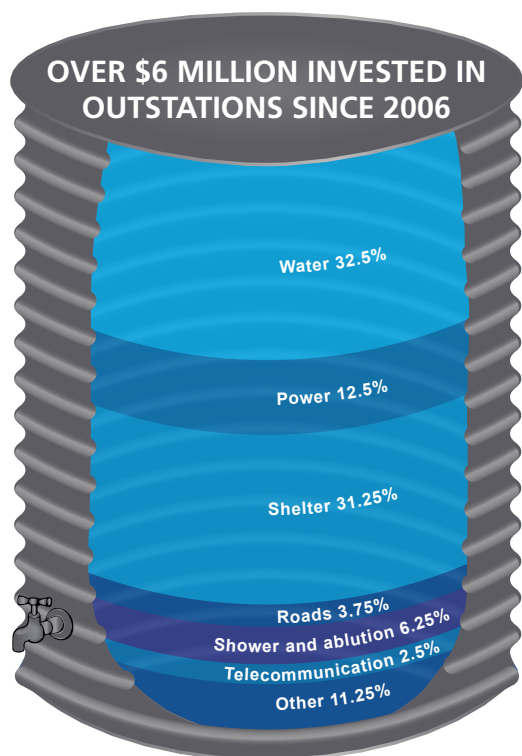 OVER $6 MILLION INVESTED IN
OUTSTATIONS SINCE 2006
Water 32.5%
Power 12.5%
Shelter 31.25%
Roads 3.75%
Shower and ablution 6.25%
Telecommunication 2.5%
Other 11.25%